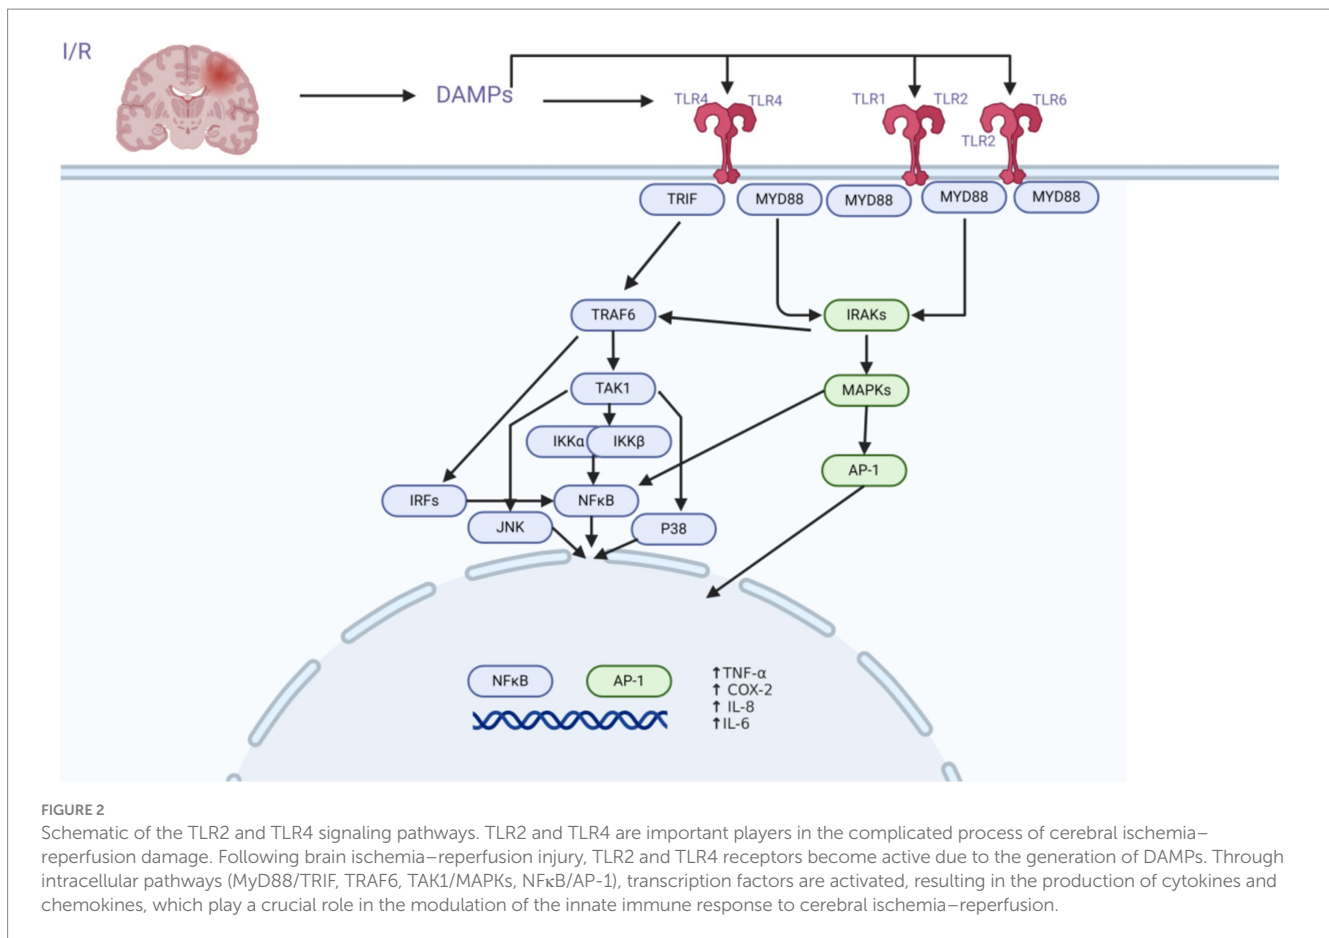 I/R
DAMPs
TLR4
TLR4
TLR1
TLR2
TLR6
TLR2
TRIF
MYD88
MYD88
MYD88
MYD88
TRAF6
IRAKs
TAK1
MAPKs
IKKα
IKKβ
AP-1
IRFs
NFκB
JNK
P38
NFκB
AP-1
↑TNF-α
↑ COX-2
↑ IL-8
↑IL-6
FIGURE 2
Schematic of the TLR2 and TLR4 signaling pathways. TLR2 and TLR4 are important players in the complicated process of cerebral ischemia–
reperfusion damage. Following brain ischemia–reperfusion injury, TLR2 and TLR4 receptors become active due to the generation of DAMPs. Through
intracellular pathways (MyD88/TRIF, TRAF6, TAK1/MAPKs, NFκB/AP-1), transcription factors are activated, resulting in the production of cytokines and
chemokines, which play a crucial role in the modulation of the innate immune response to cerebral ischemia–reperfusion.